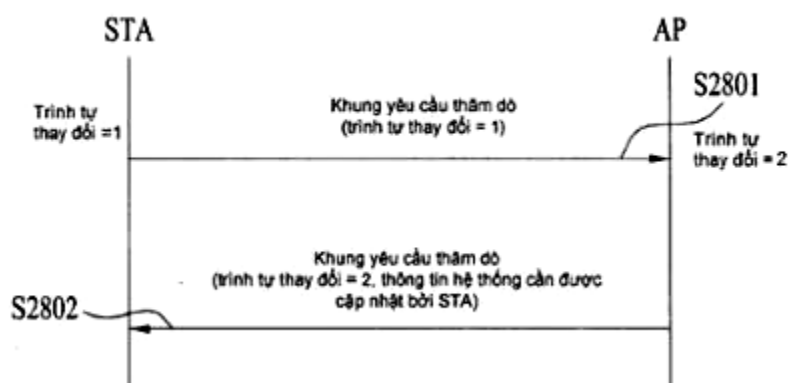 STA
AP
S2801
Trình tự
thay đổi =1
Khung yêu cầu thăm dò
(trình tự thay đổi = 1)
Trình tự
thay đổi = 2
Khung yêu cầu thăm dò
(trình tự thay đổi = 2, thông tin hệ thống cần được
cập nhật bởi STA)
S2802